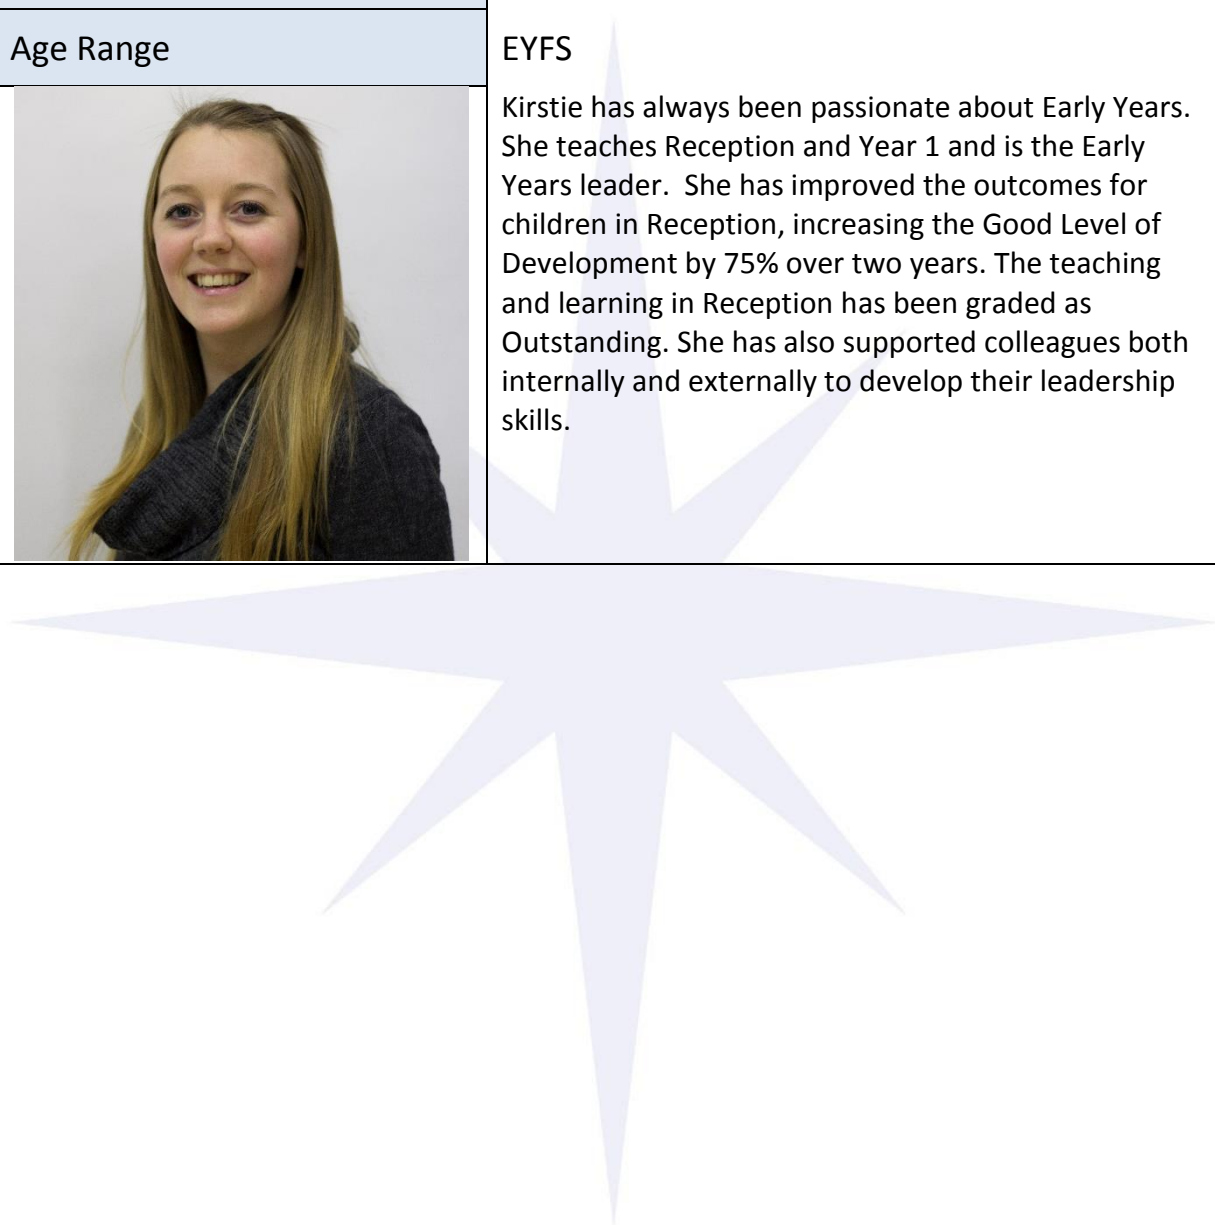 Age Range
EYFS
Kirstie has always been passionate about Early Years.
She teaches Reception and Year 1 and is the Early
Years leader.  She has improved the outcomes for
children in Reception, increasing the Good Level of
Development by 75% over two years. The teaching
and learning in Reception has been graded as
Outstanding. She has also supported colleagues both
internally and externally to develop their leadership
skills.